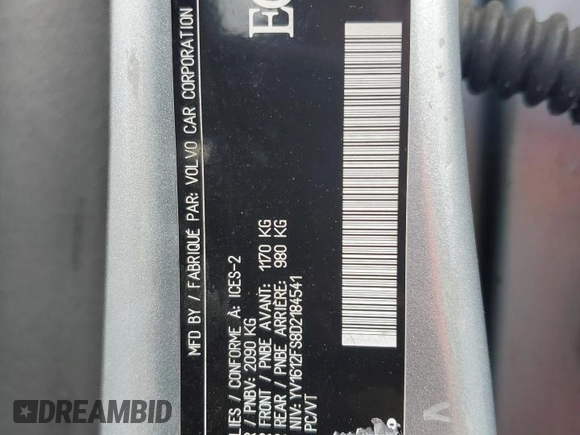 MFD BY / FABRIQUE PAR: VOLVO CAR CORPORATION
LIES / CONFORME A: ICES-2
/ PNBV: 2090 KG
FRONT / PNBE AVANT: 1170 KG
REAR / PNBE ARRIÈRE: 980 KG
NIV: YV1612FS8D2184541
PC/VT
DREAMBID